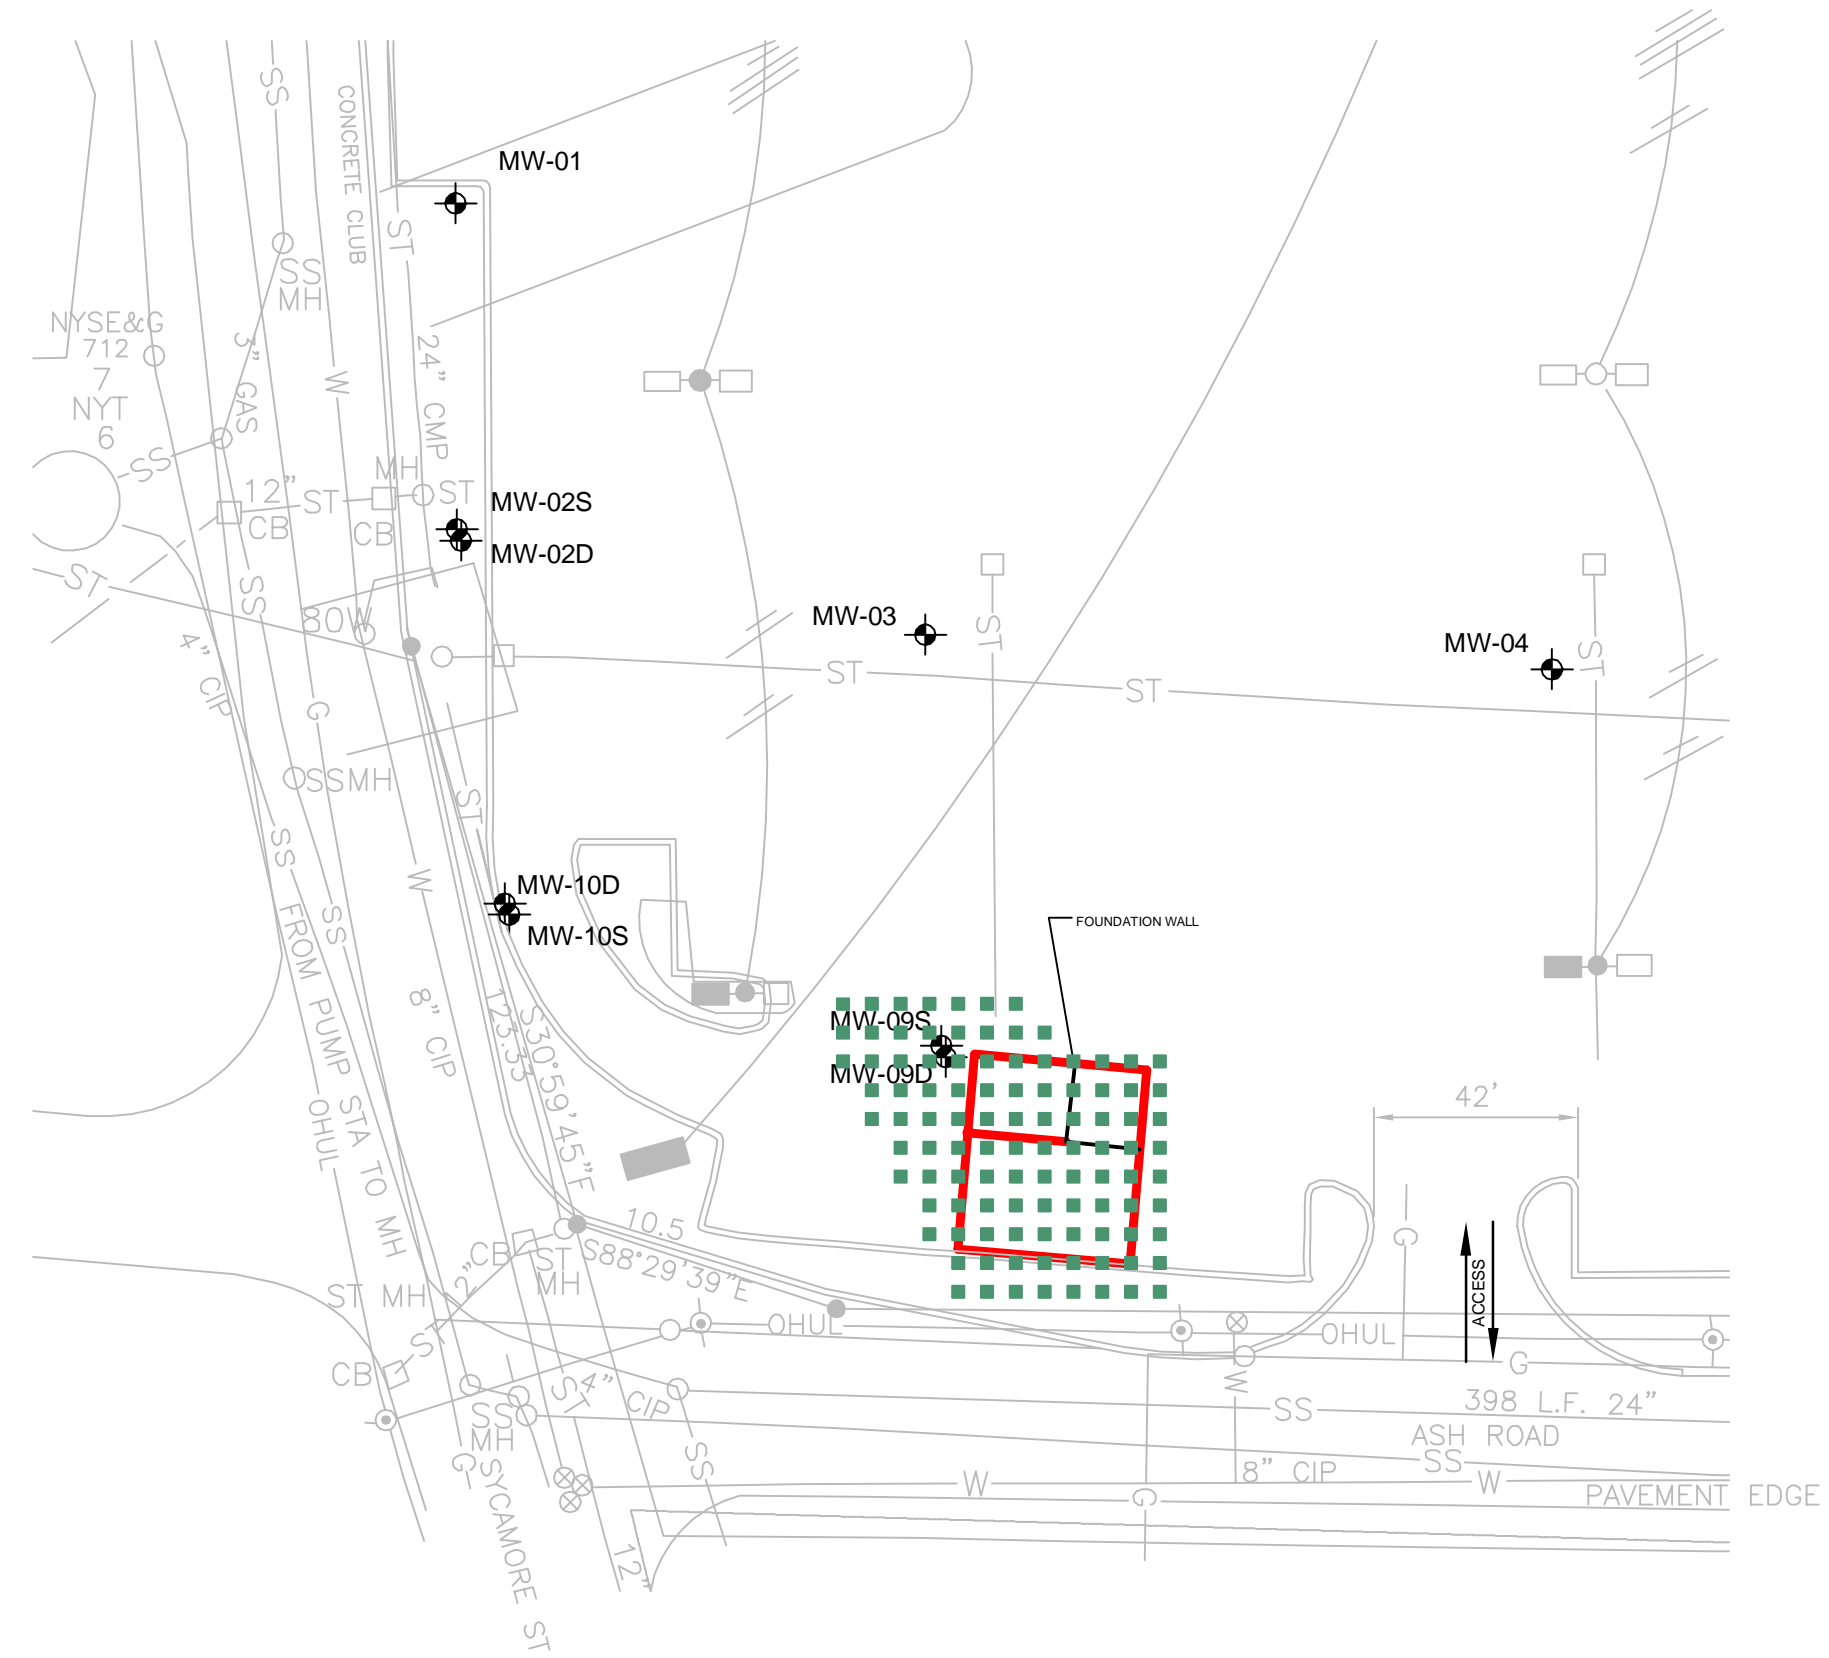 MW-01
SS
CONCRETE CLUB
ST
SS
MH
NYSE&G
712
7
NYT
6
3" GAS
W
24" CMP
SS
MH
12"
ST
ST
CB
CB
MW-02S
MW-02D
ST
SS
80W
4" CIP
G
SSMH
MW-03
ST
ST
ST
MW-04
ST
ST
W
SS FROM PUMP STA TO MH
SS
MW-10D
MW-10S
FOUNDATION WALL
8" CIP
123.33
S30°59'45"E
MW-09S
MW-09D
OHUL
42'
10.5
S88°29'39"E
CB
ST
MH
ST MH
12"
ST
CB
G
ACCESS
OHUL
OHUL
G
W
SS
398 L.F. 24"
ASH ROAD
SS
4" CIP
ST
SS
MH
SS
G
SYCAMORE ST
W
G
8" CIP
W
PAVEMENT EDGE
12"